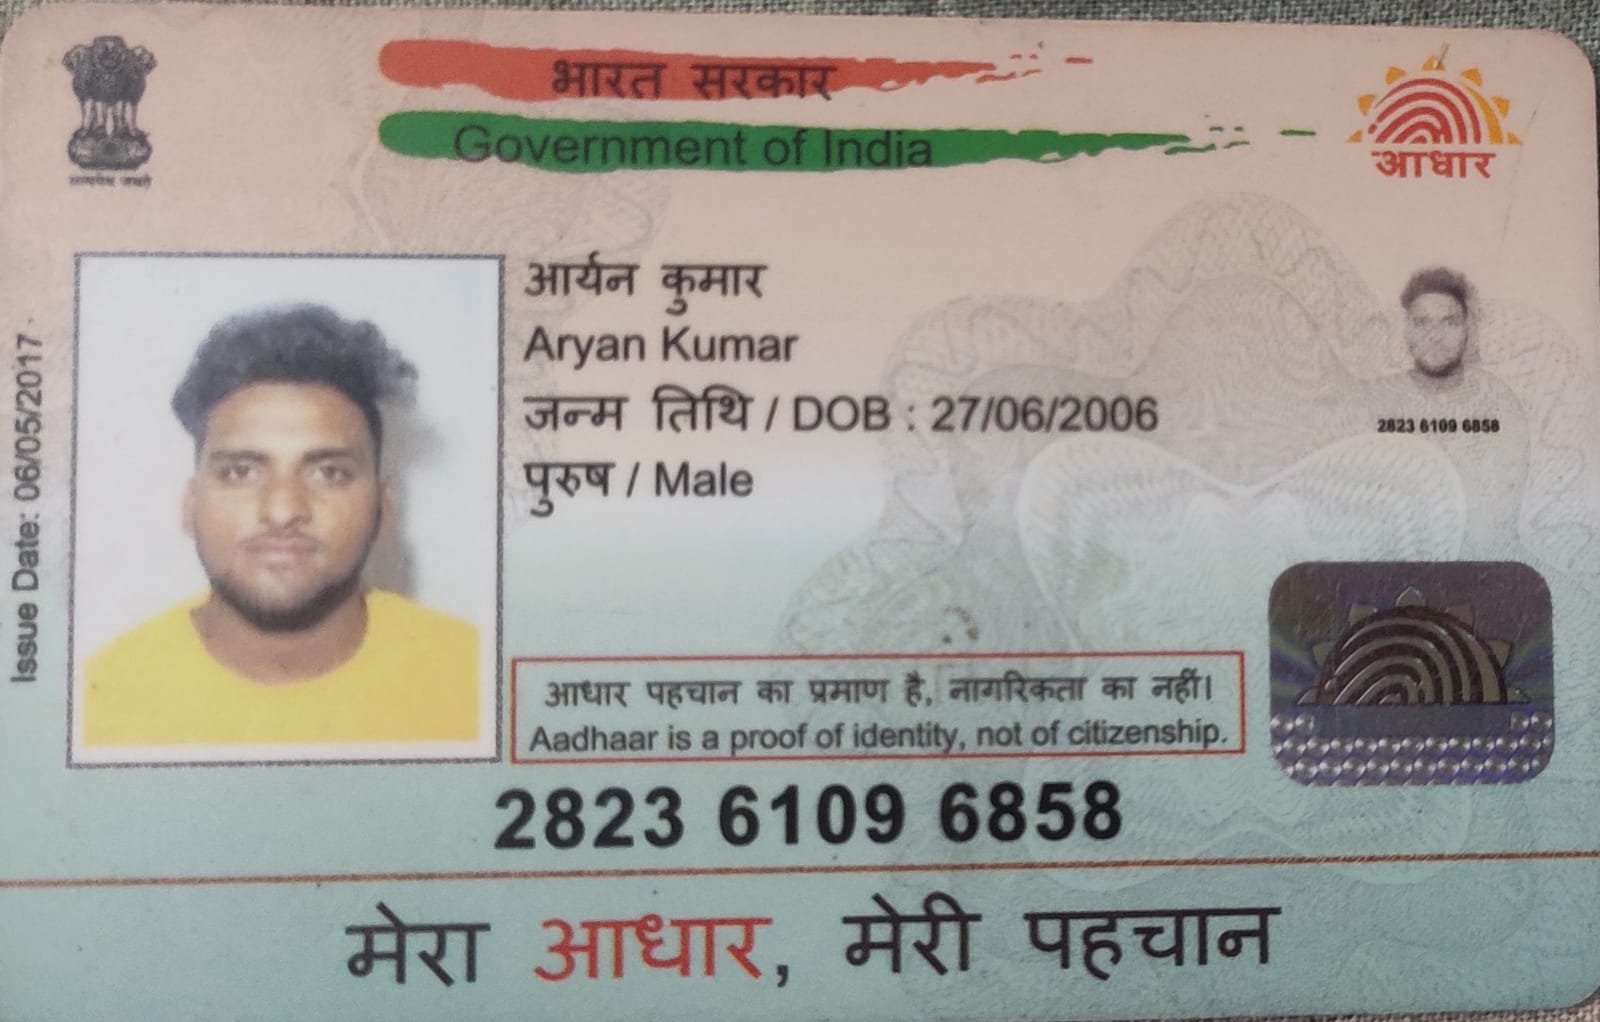 भारत सरकार
Government of India
सत्यमेव जयते
आधार
Issue Date: 06/05/2017
आर्यन कुमार
Aryan Kumar
जन्म तिथि / DOB : 27/06/2006
पुरुष / Male
2823 6109 6858
आधार पहचान का प्रमाण है, नागरिकता का नहीं।
Aadhaar is a proof of identity, not of citizenship.
2823 6109 6858
मेरा आधार, मेरी पहचान